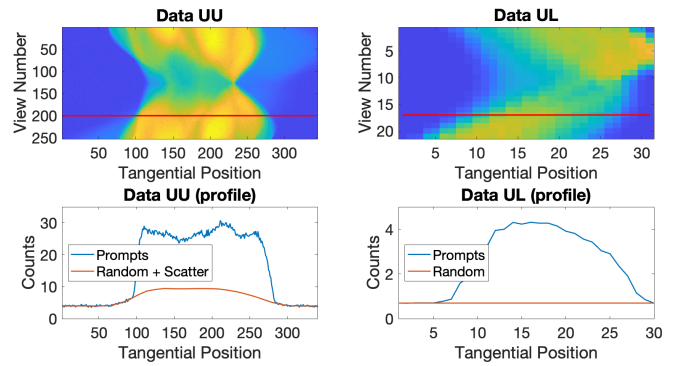 Data UU
View Number
50
100
150
200
250
50 100 150 200 250 300
Tangential Position
Data UL
View Number
5
10
15
20
5 10 15 20 25 30
Tangential Position
Data UU (profile)
Counts
30
20
10
0
Prompts
Random + Scatter
50 100 150 200 250 300
Tangential Position
Data UL (profile)
Counts
4
2
0
Prompts
Random
5 10 15 20 25 30
Tangential Position